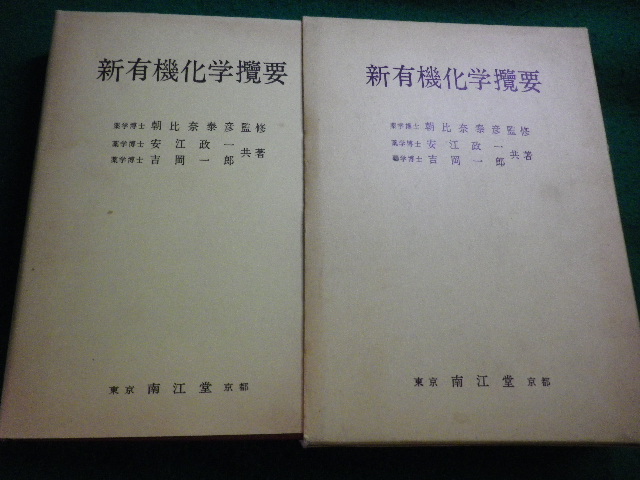 新有機化学攬要
薬学博士 朝比奈泰彦監修
薬学博士 安江政一
薬学博士 吉岡一郎
共著
東京 南江堂 京都
新有機化学攬要
薬学博士 朝比奈泰彦監修
薬学博士 安江政一
薬学博士 吉岡一郎
共著
東京 南江堂 京都